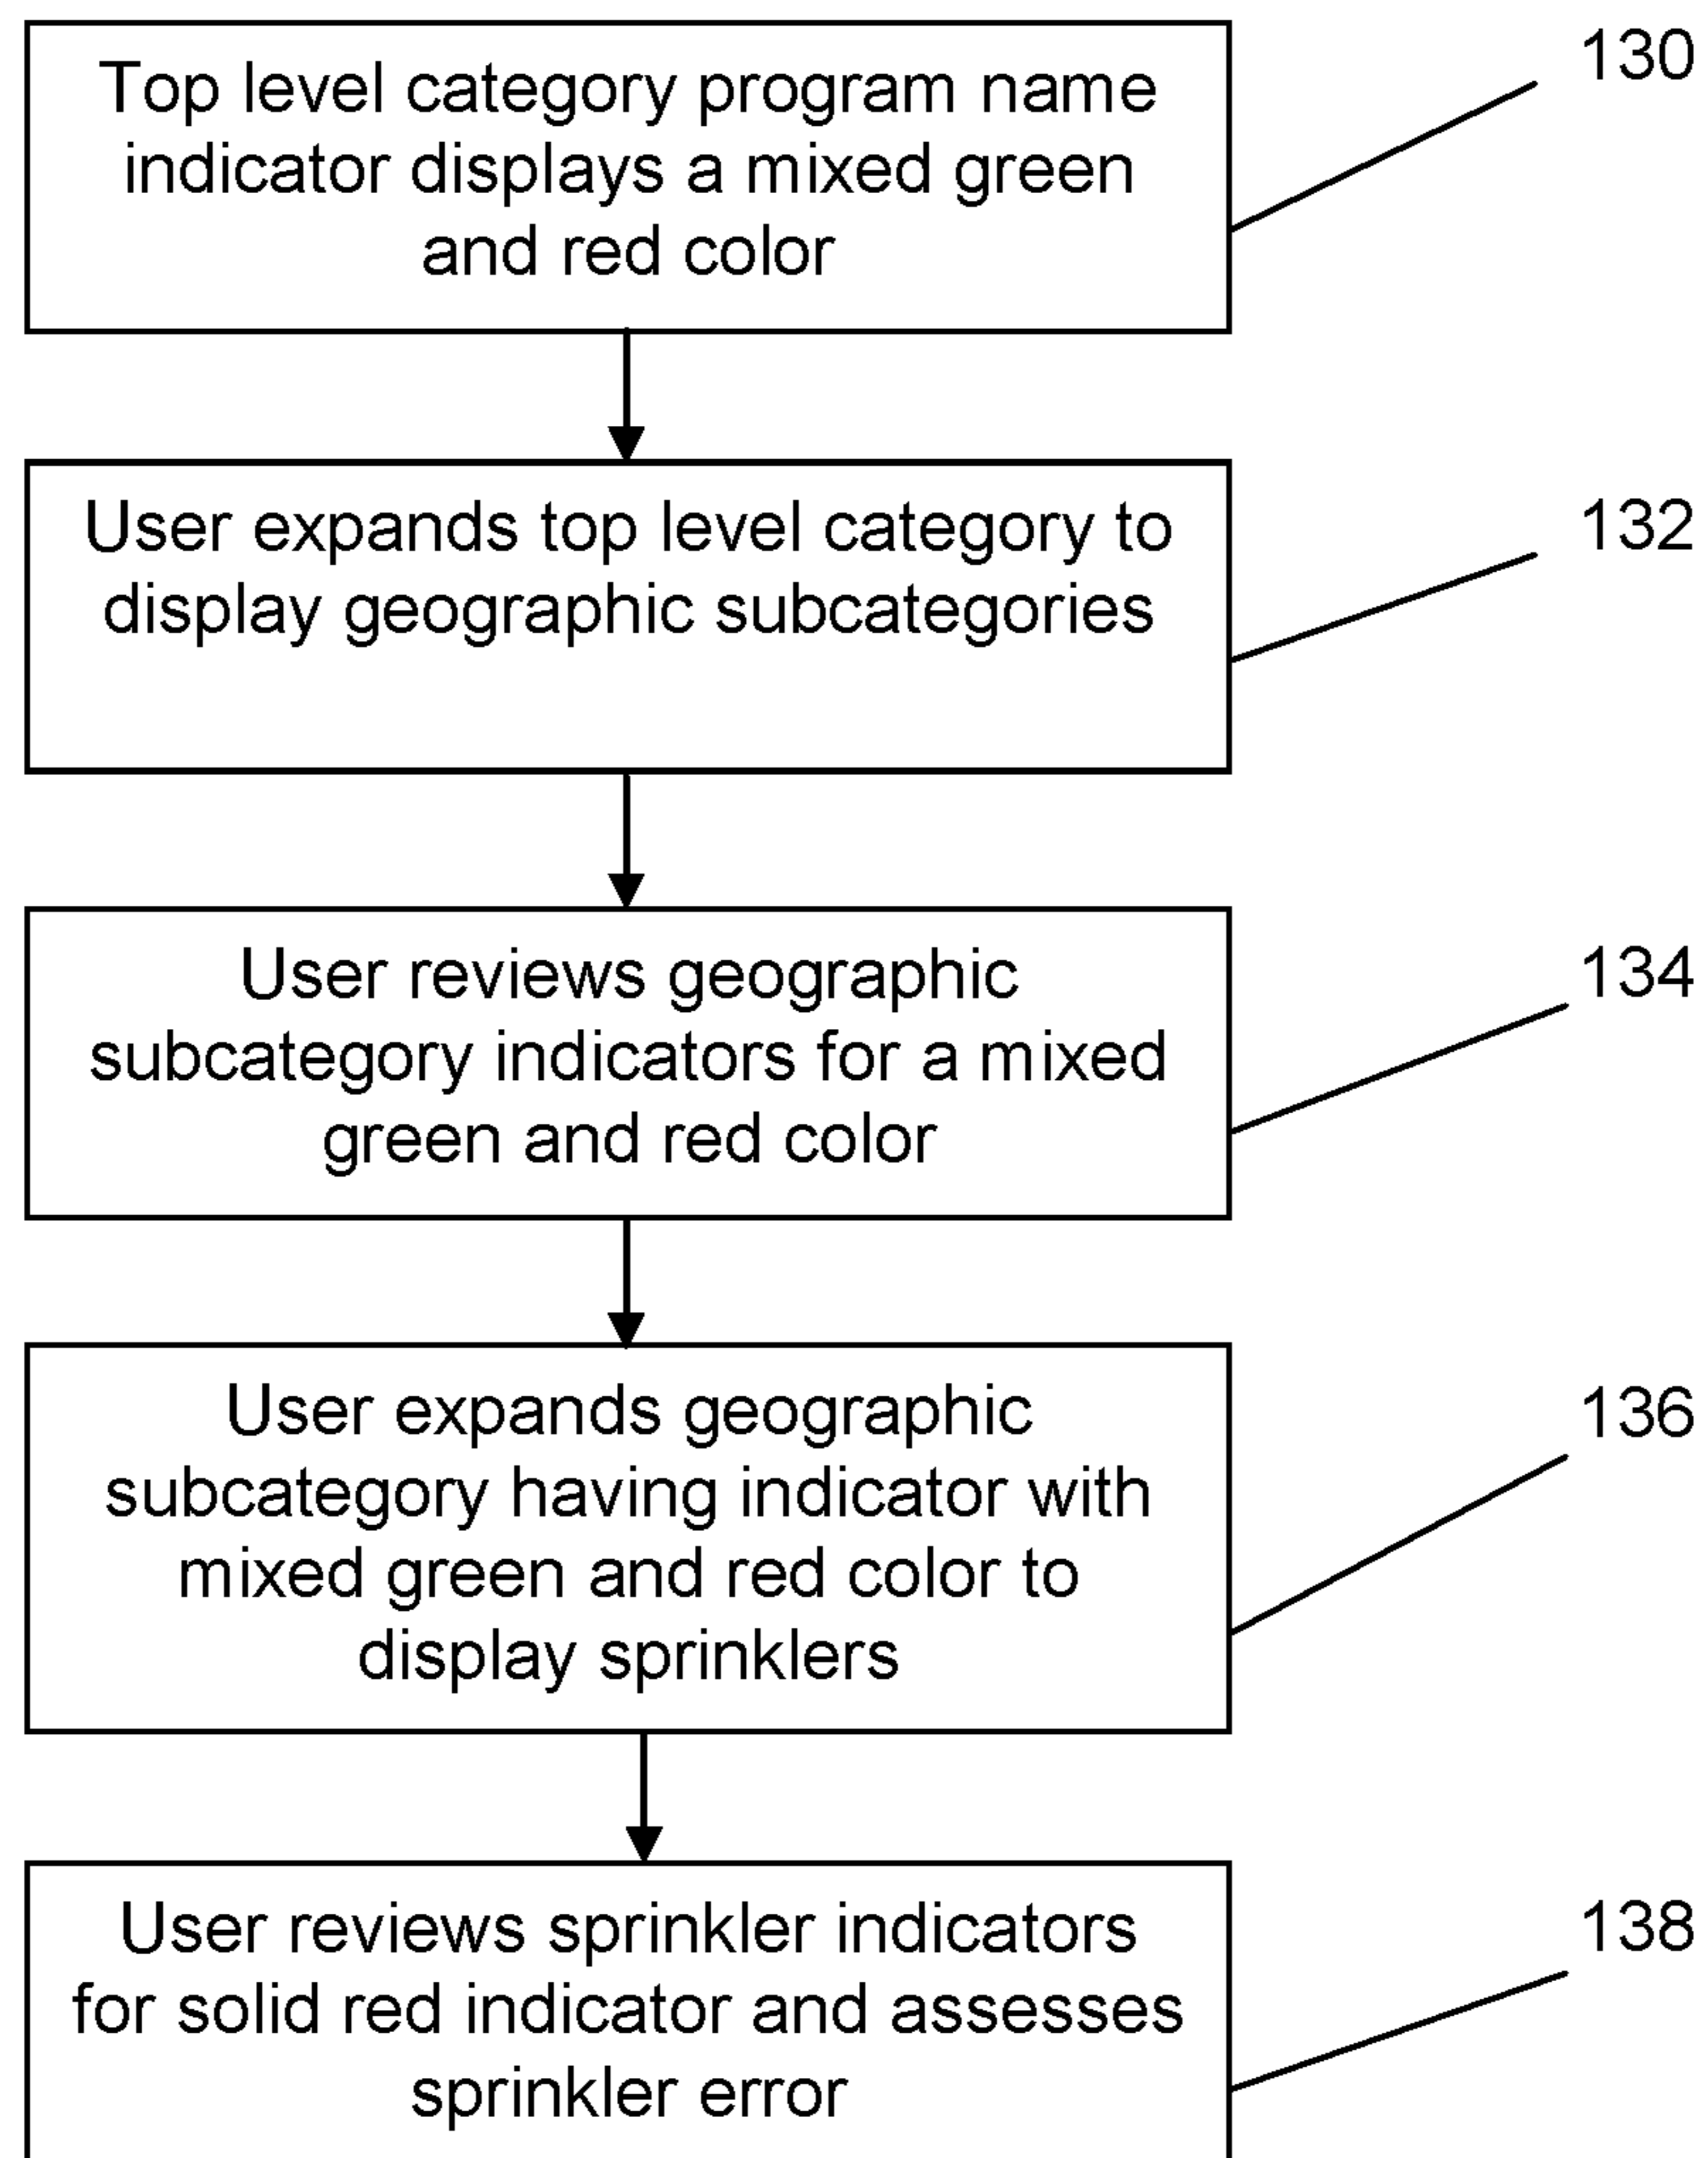 Top level category program name
indicator displays a mixed green
and red color
130
User expands top level category to
display geographic subcategories
132
User reviews geographic
subcategory indicators for a mixed
green and red color
134
User expands geographic
subcategory having indicator with
mixed green and red color to
display sprinklers
136
User reviews sprinkler indicators
for solid red indicator and assesses
sprinkler error
138